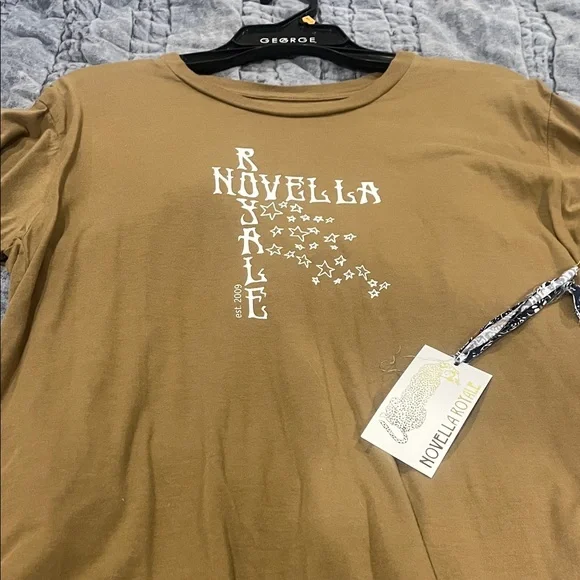 GEORGE
ROYALE
NOVELLA
est. 2009
NOVELLA ROYALE